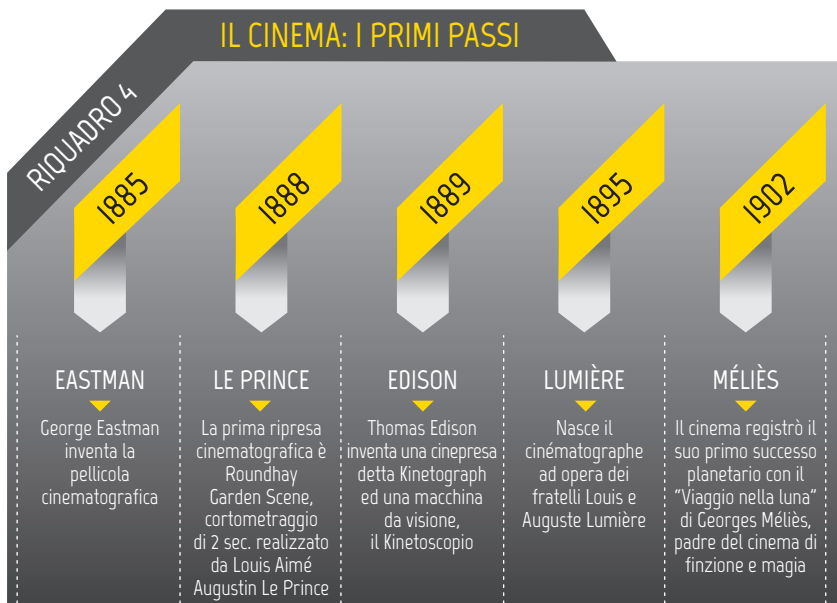 IL CINEMA: I PRIMI PASSI
RIQUADRO 4
1885
EASTMAN
George Eastman
inventa la
pellicola
cinematografica
1888
LE PRINCE
La prima ripresa
cinematografica è
Roundhay
Garden Scene,
cortometraggio
di 2 sec. realizzato
da Louis Aimé
Augustin Le Prince
1889
EDISON
Thomas Edison
inventa una cinepresa
detta Kinetograph
ed una macchina
da visione,
il Kinetoscopio
1895
LUMIÈRE
Nasce il
cinématographe
ad opera dei
fratelli Louis e
Auguste Lumière
1902
MÉLIÈS
Il cinema registrò il
suo primo successo
planetario con il
“Viaggio nella luna”
di Georges Méliès,
padre del cinema di
finzione e magia